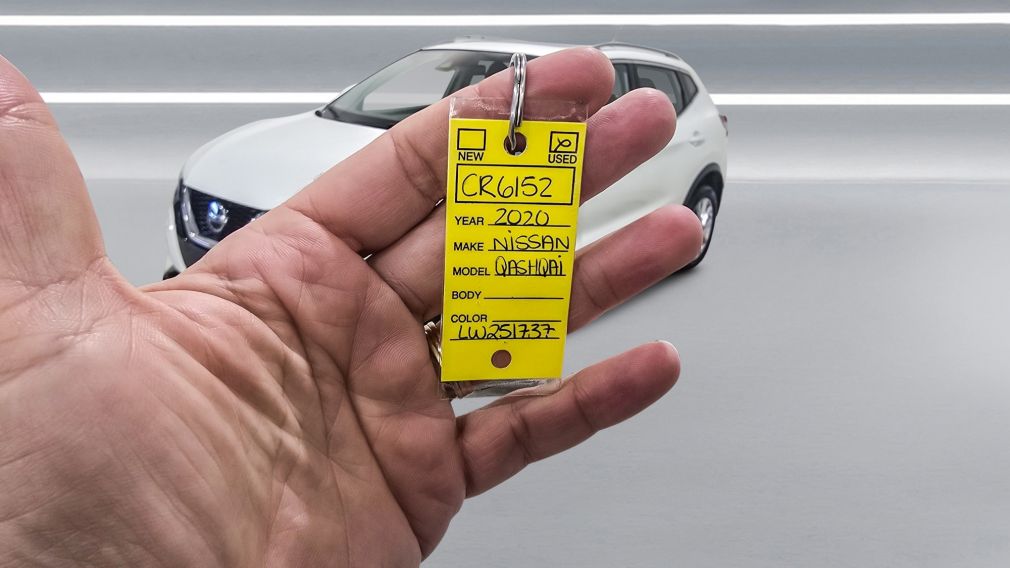 NEW USED
CR6152
YEAR 2020
MAKE NISSAN
MODEL QASHQAI
BODY
COLOR
LW251737